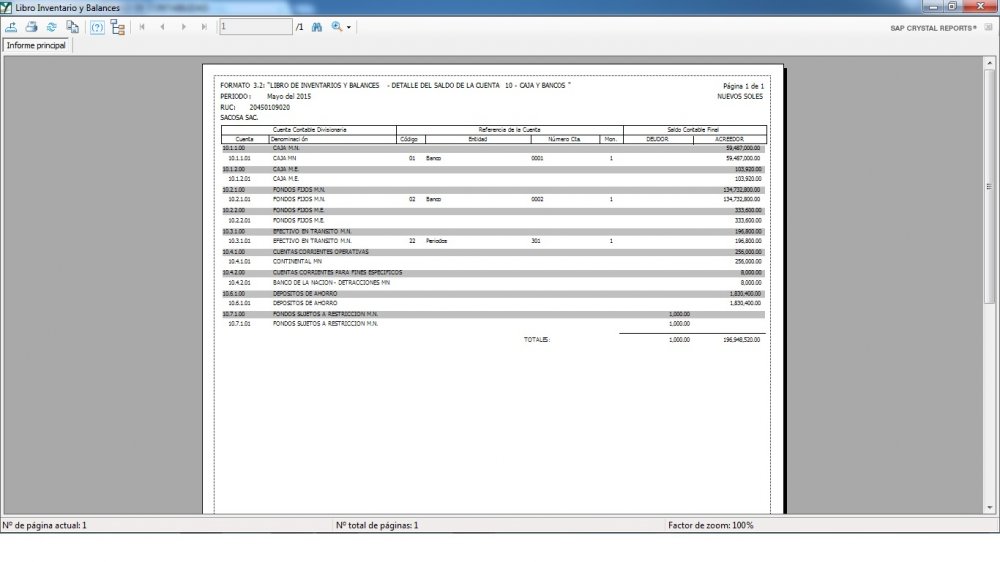 Libro Inventario y Balances
1 /1 SAP CRYSTAL REPORTS®
Informe principal
FORMATO 3.2: "LIBRO DE INVENTARIOS Y BALANCES - DETALLE DEL SALDO DE LA CUENTA 10 - CAJA Y BANCOS " Página 1 de 1
PERIODO : Mayo del 2015 NUEVOS SOLES
RUC: 20450109020
SACOSA SAC.
Cuenta Contable Divisionaria Referencia de la Cuenta Saldo Contable Final
Cuenta Denominación Código Entidad Número Cta. Mon. DEUDOR ACREEDOR
10.1.1.00 CAJA M.N. 59,487,000.00
10.1.1.01 CAJA MN 01 Banco 0001 1 59,487,000.00
10.1.2.00 CAJA M.E. 103,920.00
10.1.2.01 CAJA M.E. 103,920.00
10.2.1.00 FONDOS FIJOS M.N. 134,732,800.00
10.2.1.01 FONDOS FIJOS M.N. 02 Banco 0002 1 134,732,800.00
10.2.2.00 FONDOS FIJOS M.E. 333,600.00
10.2.2.01 FONDOS FIJOS M.E. 333,600.00
10.3.1.00 EFECTIVO EN TRANSITO M.N. 196,800.00
10.3.1.01 EFECTIVO EN TRANSITO M.N. 22 Periodos 301 1 196,800.00
10.4.1.00 CUENTAS CORRIENTES OPERATIVAS 256,000.00
10.4.1.01 CONTINENTAL MN 256,000.00
10.4.2.00 CUENTAS CORRIENTES PARA FINES ESPECIFICOS 8,000.00
10.4.2.01 BANCO DE LA NACION - DETRACCIONES MN 8,000.00
10.6.1.00 DEPOSITOS DE AHORRO 1,830,400.00
10.6.1.01 DEPOSITOS DE AHORRO 1,830,400.00
10.7.1.00 FONDOS SUJETOS A RESTRICCION M.N. 1,000.00
10.7.1.01 FONDOS SUJETOS A RESTRICCION M.N. 1,000.00
TOTALES: 1,000.00 196,948,520.00
Nº de página actual: 1 Nº total de páginas: 1 Factor de zoom: 100%